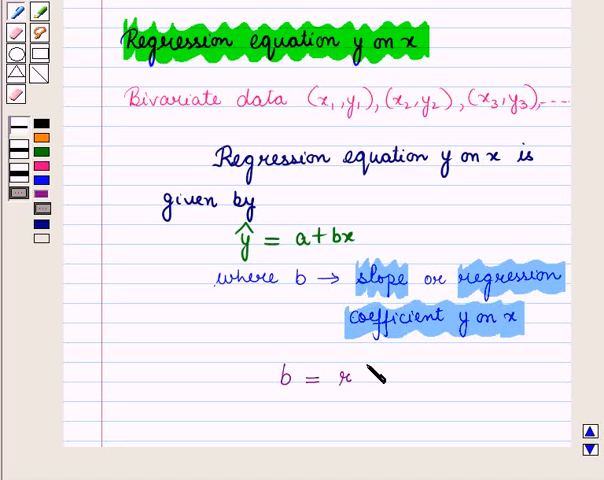 Regression equation y on x
Bivariate data (x₁,y₁),(x₂,y₂),(x₃,y₃),....
Regression equation y on x is
given by
ŷ = a+bx
where b → slope or regression
coefficient y on x
b = r